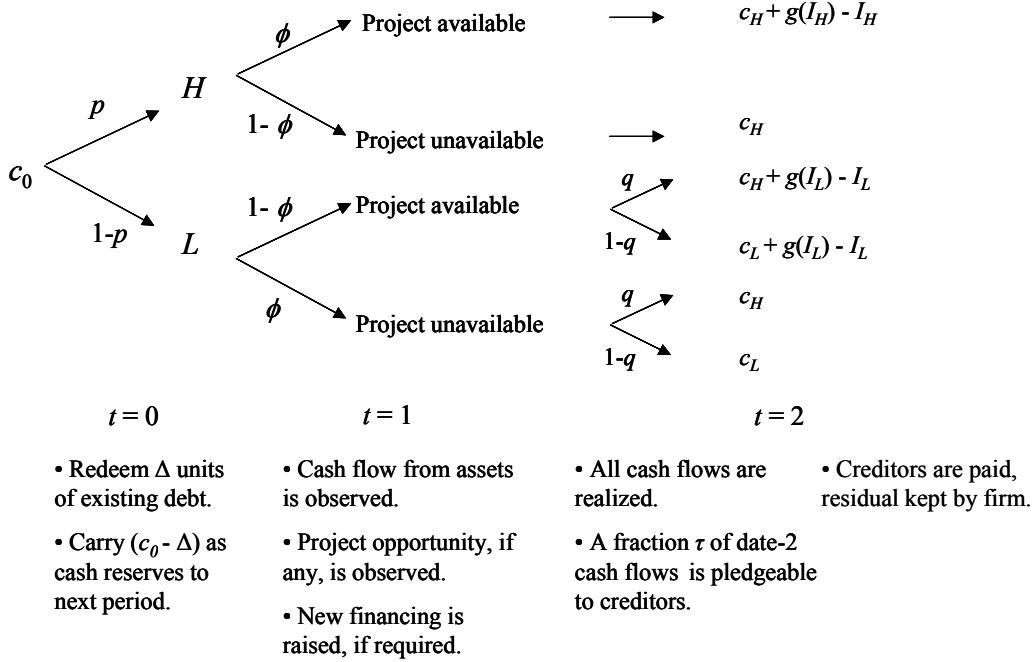 ϕ Project available c_H + g(I_H) - I_H
H
p 1- ϕ Project unavailable c_H
c_0
1-p 1- ϕ Project available q c_H + g(I_L) - I_L
L 1-q c_L + g(I_L) - I_L
ϕ Project unavailable q c_H
1-q c_L
t = 0 t = 1 t = 2
• Redeem Δ units
of existing debt.
• Carry (c_0 - Δ) as
cash reserves to
next period.
• Cash flow from assets
is observed.
• Project opportunity, if
any, is observed.
• New financing is
raised, if required.
• All cash flows are
realized.
• A fraction τ of date-2
cash flows is pledgeable
to creditors.
• Creditors are paid,
residual kept by firm.